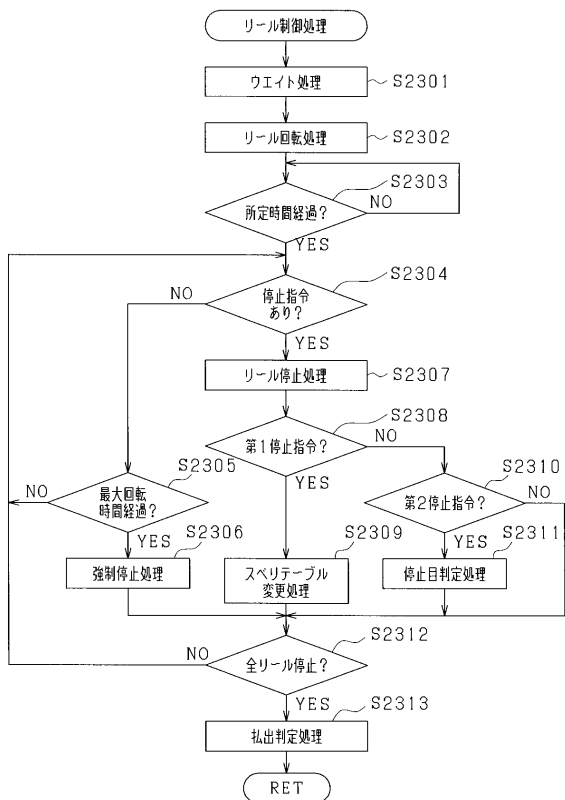 リール制御処理
ウエイト処理
S2301
リール回転処理
S2302
S2303
所定時間経過?
NO
YES
S2304
停止指令
あり?
NO
YES
リール停止処理
S2307
S2308
第1停止指令?
NO
YES
S2305
最大回転
時間経過?
NO
YES
S2310
第2停止指令?
NO
YES
S2306
強制停止処理
S2309
スベリテーブル
変更処理
S2311
停止目判定処理
S2312
全リール停止?
NO
YES
S2313
払出判定処理
RET